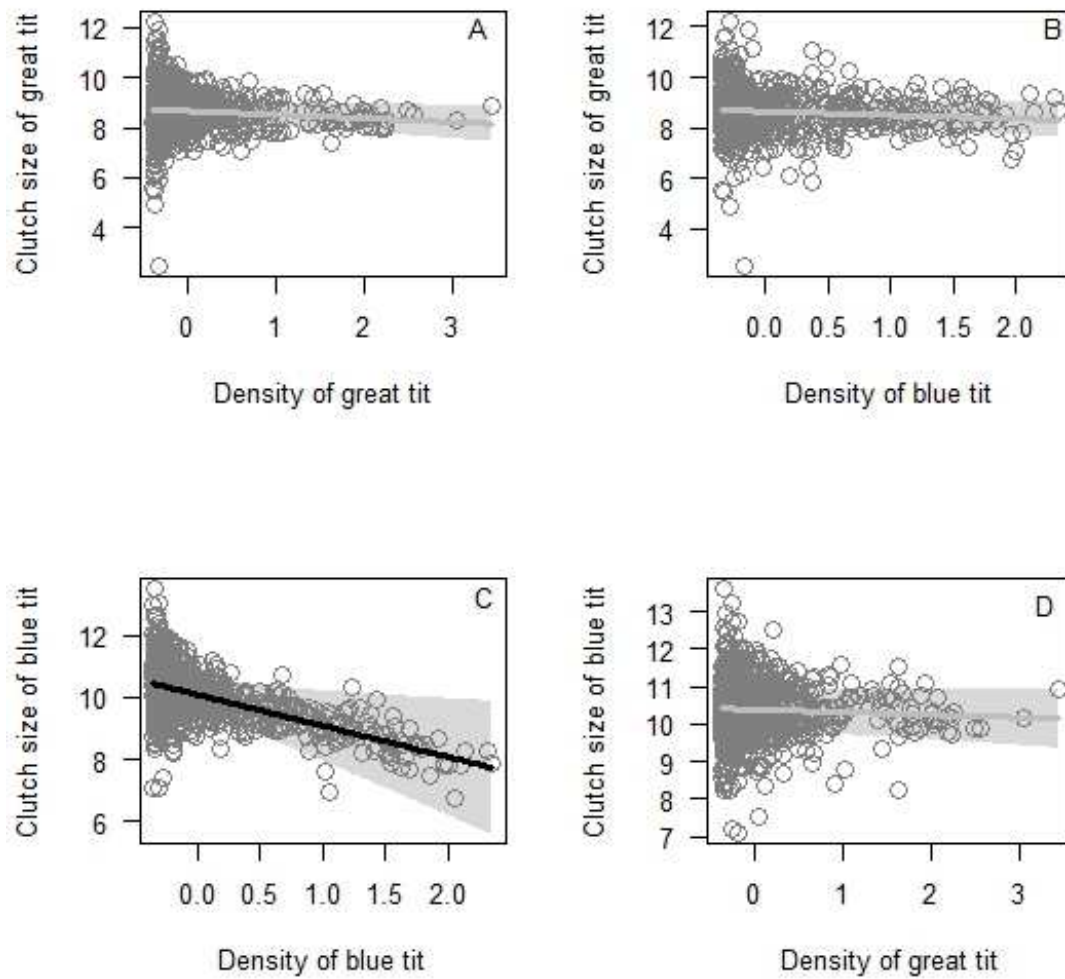 A
Clutch size of great tit
12
10
8
6
4
0 1 2 3
Density of great tit
B
Clutch size of great tit
12
10
8
6
4
0.0 0.5 1.0 1.5 2.0
Density of blue tit
C
Clutch size of blue tit
12
10
8
6
0.0 0.5 1.0 1.5 2.0
Density of blue tit
D
Clutch size of blue tit
13
12
11
10
9
8
7
0 1 2 3
Density of great tit